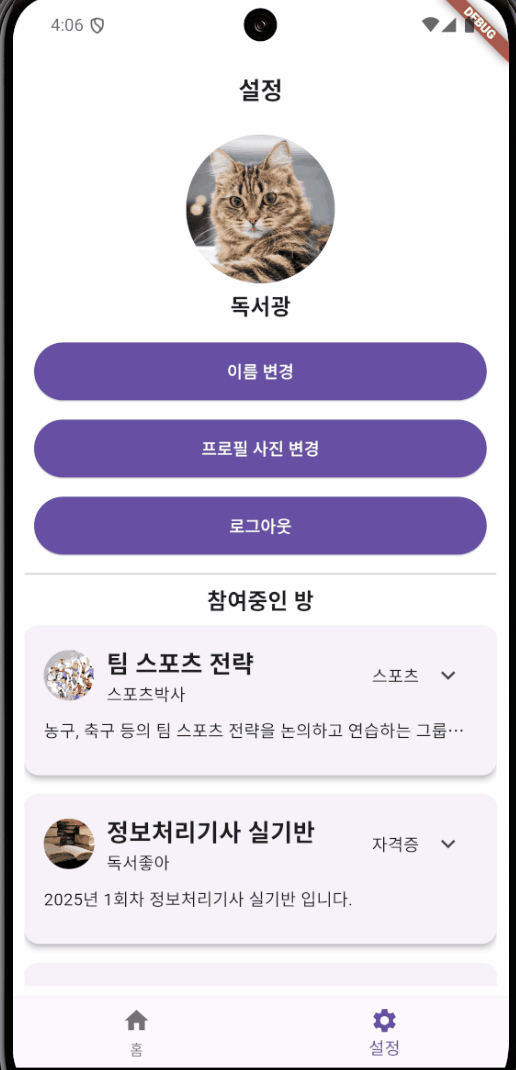 4:06
DEBUG
설정
독서광
이름 변경
프로필 사진 변경
로그아웃
참여중인 방
팀 스포츠 전략
스포츠박사
스포츠
농구, 축구 등의 팀 스포츠 전략을 논의하고 연습하는 그룹…
정보처리기사 실기반
독서좋아
자격증
2025년 1회차 정보처리기사 실기반 입니다.
홈
설정